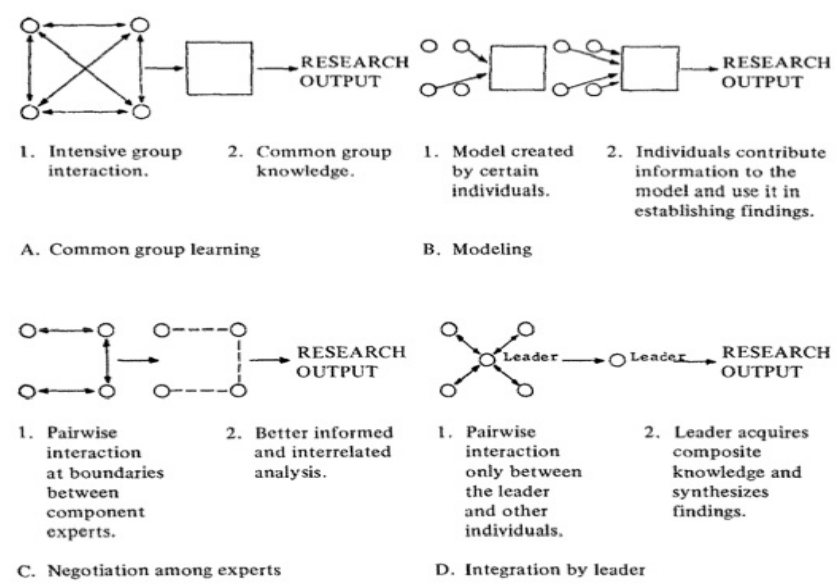 RESEARCH
OUTPUT
1. Intensive group
interaction.
2. Common group
knowledge.
A. Common group learning
RESEARCH
OUTPUT
1. Model created
by certain
individuals.
2. Individuals contribute
information to the
model and use it in
establishing findings.
B. Modeling
RESEARCH
OUTPUT
1. Pairwise
interaction
at boundaries
between
component
experts.
2. Better informed
and interrelated
analysis.
C. Negotiation among experts
Leader
Leader
RESEARCH
OUTPUT
1. Pairwise
interaction
only between
the leader
and other
individuals.
2. Leader acquires
composite
knowledge and
synthesizes
findings.
D. Integration by leader